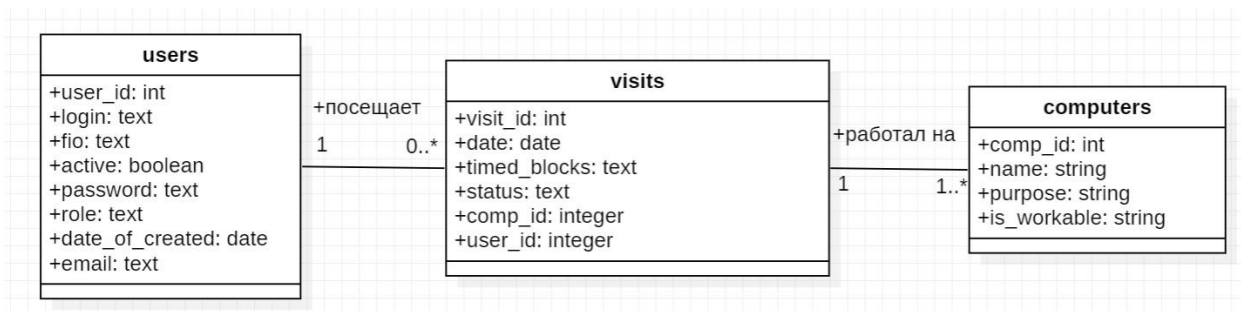 users
+user_id: int
+login: text
+fio: text
+active: boolean
+password: text
+role: text
+date_of_created: date
+email: text
+посещает
1
0..*
visits
+visit_id: int
+date: date
+timed_blocks: text
+status: text
+comp_id: integer
+user_id: integer
+работал на
1
1..*
computers
+comp_id: int
+name: string
+purpose: string
+is_workable: string